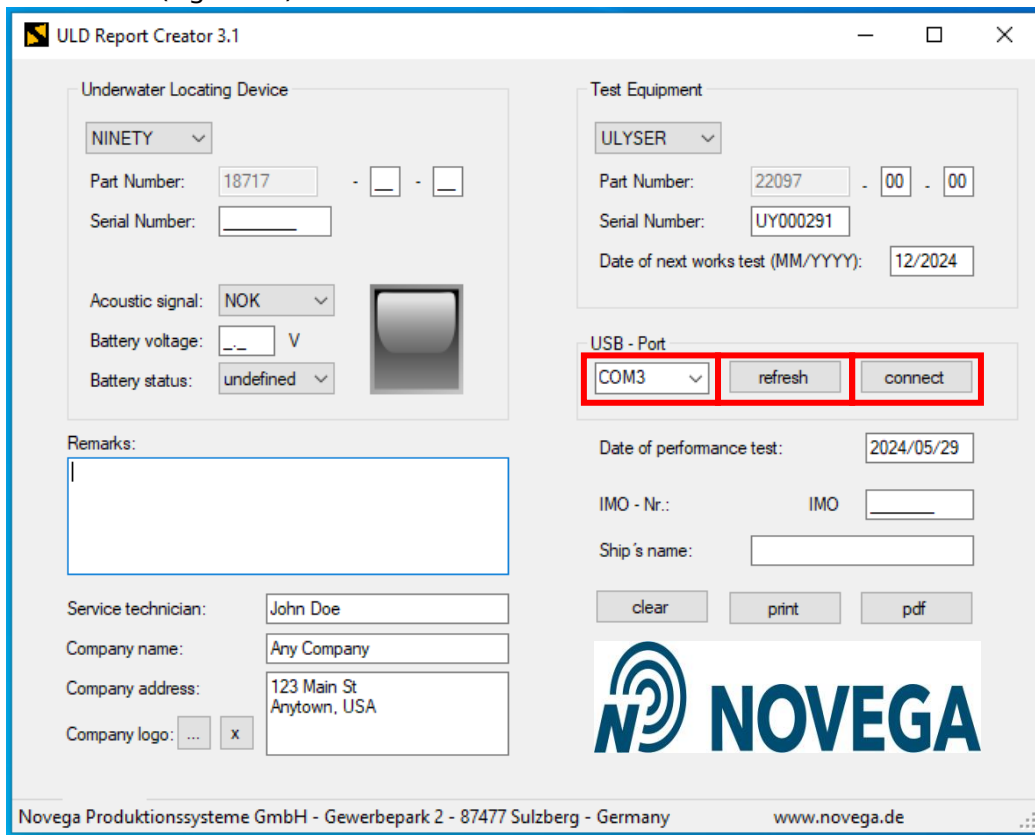 ULD Report Creator 3.1
Underwater Locating Device
NINETY
Part Number: 18717 - __ - __
Serial Number: ________
Acoustic signal: NOK
Battery voltage: _._ V
Battery status: undefined
Remarks:
Service technician: John Doe
Company name: Any Company
Company address: 123 Main St
Anytown, USA
Company logo: ... x
Test Equipment
ULYSER
Part Number: 22097 - 00 - 00
Serial Number: UY000291
Date of next works test (MM/YYYY): 12/2024
USB - Port
COM3 refresh connect
Date of performance test: 2024/05/29
IMO - Nr.: IMO _______
Ship´s name:
clear print pdf
NOVEGA
Novega Produktionssysteme GmbH - Gewerbepark 2 - 87477 Sulzberg - Germany www.novega.de